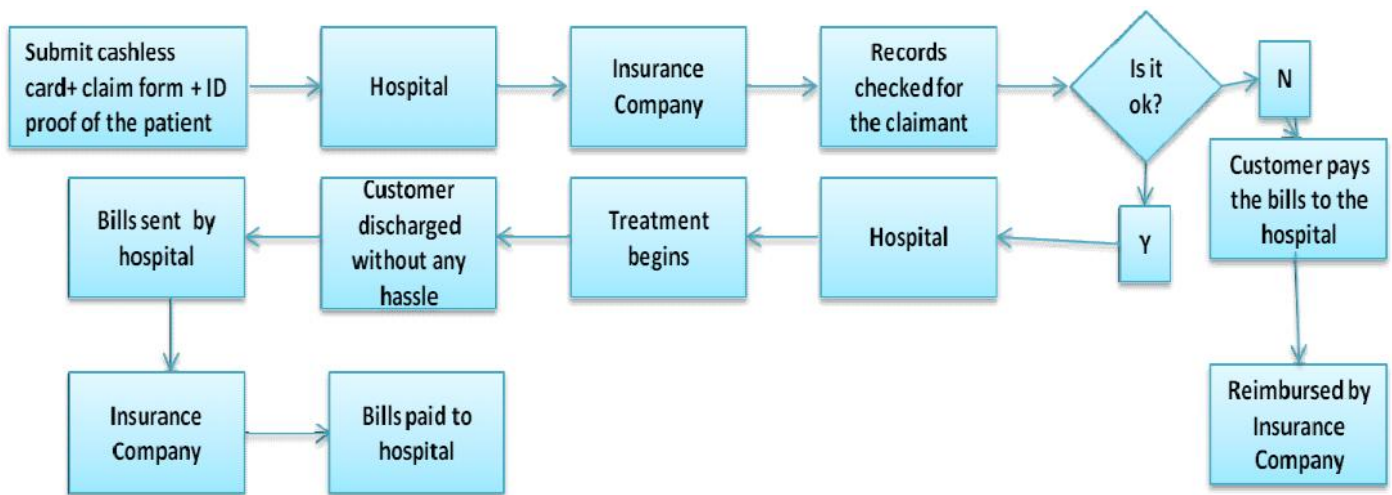 Submit cashless
card+ claim form + ID
proof of the patient
Hospital
Insurance
Company
Records
checked for
the claimant
Is it
ok?
N
Customer pays
the bills to the
hospital
Reimbursed by
Insurance
Company
Y
Hospital
Treatment
begins
Customer
discharged
without any
hassle
Bills sent by
hospital
Insurance
Company
Bills paid to
hospital